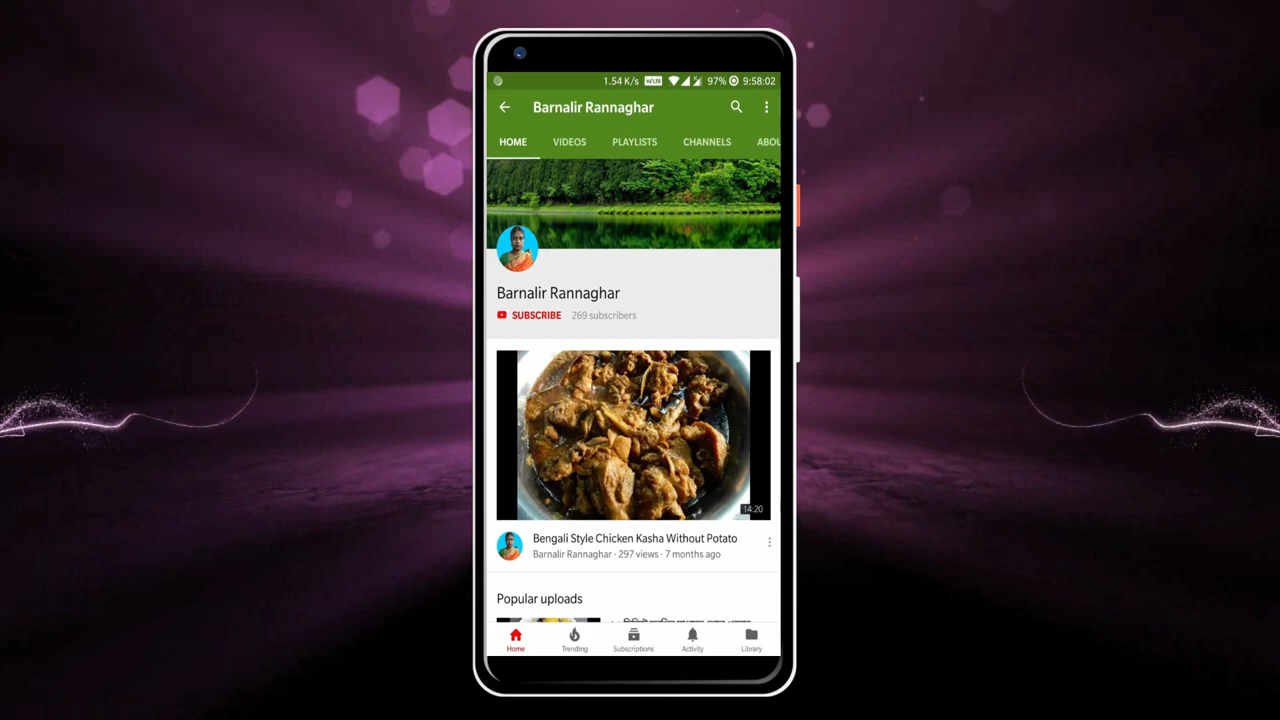 1.54 K/s VoLTE 97% 9:58:02
Barnalir Rannaghar
HOME VIDEOS PLAYLISTS CHANNELS ABOU
Barnalir Rannaghar
SUBSCRIBE 269 subscribers
14:20
Bengali Style Chicken Kasha Without Potato
Barnalir Rannaghar · 297 views · 7 months ago
Popular uploads
Home Trending Subscriptions Activity Library